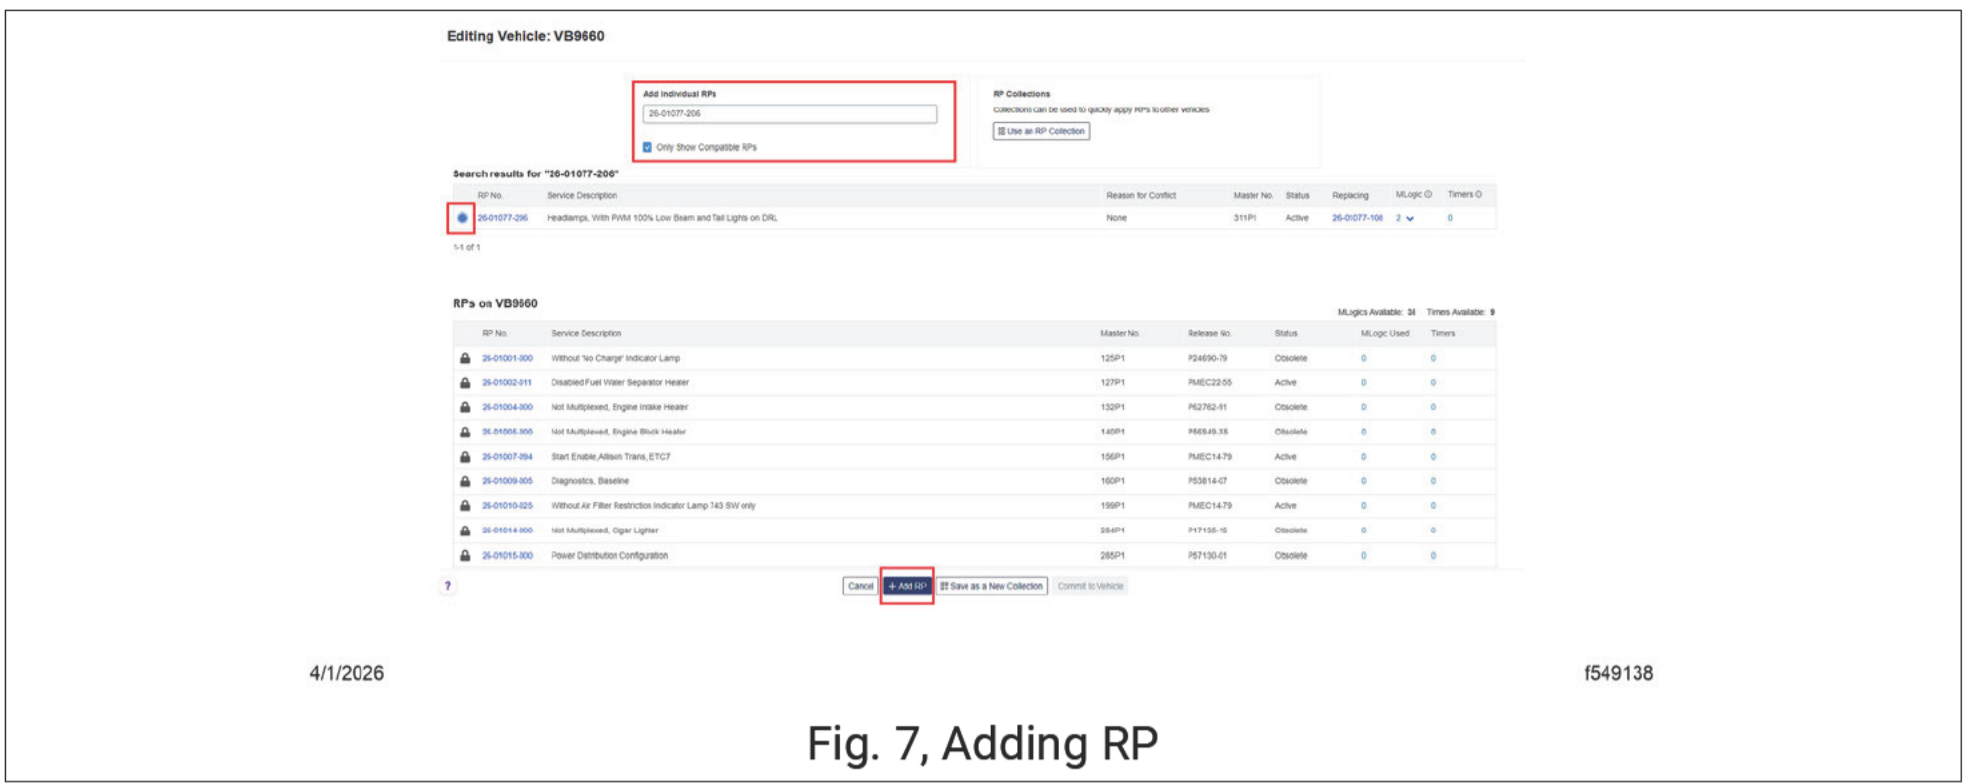 Editing Vehicle: VB9660
Add Individual RPs
26-01077-206
Only Show Compatible RPs
RP Collections
Collections can be used to quickly apply RPs to other vehicles
Use an RP Collection
Search results for "26-01077-206"
RP No. Service Description Reason for Conflict Master No. Status Replacing MLogic Timers
26-01077-206 Headlamps, With PWM 100% Low Beam and Tail Lights on DRL None 311P1 Active 26-01077-108 2 0
1-1 of 1
RPs on VB9660
MLogics Available: Timers Available: 9
RP No. Service Description Master No. Release No. Status MLogic Used Timers
26-01001-000 Without 'No Charge' Indicator Lamp 125P1 P24690-79 Obsolete 0 0
26-01002-011 Disabled Fuel Water Separator Heater 127P1 Active 0 0
26-01004-000 Not Multiplexed, Engine Intake Heater 132P1 Obsolete 0 0
Not Multiplexed, Engine Block Heater 140P1 Obsolete 0 0
26-01007-094 Start Enable,Allison Trans, ETC7 156P1 PMEC14-79 Active 0 0
26-01009-005 Diagnostics, Baseline 160P1 P53814-07 Obsolete 0 0
26-01010-025 Without Air Filter Restriction Indicator Lamp SW only 199P1 PMEC14-79 Active 0 0
26-01014-000 Not Multiplexed, Cigar Lighter Obsolete 0 0
26-01015-000 Power Distribution Configuration 285P1 P57130-01 Obsolete 0 0
? Cancel + Add RP Save as a New Collection Commit to Vehicle
4/1/2026 f549138
Fig. 7, Adding RP